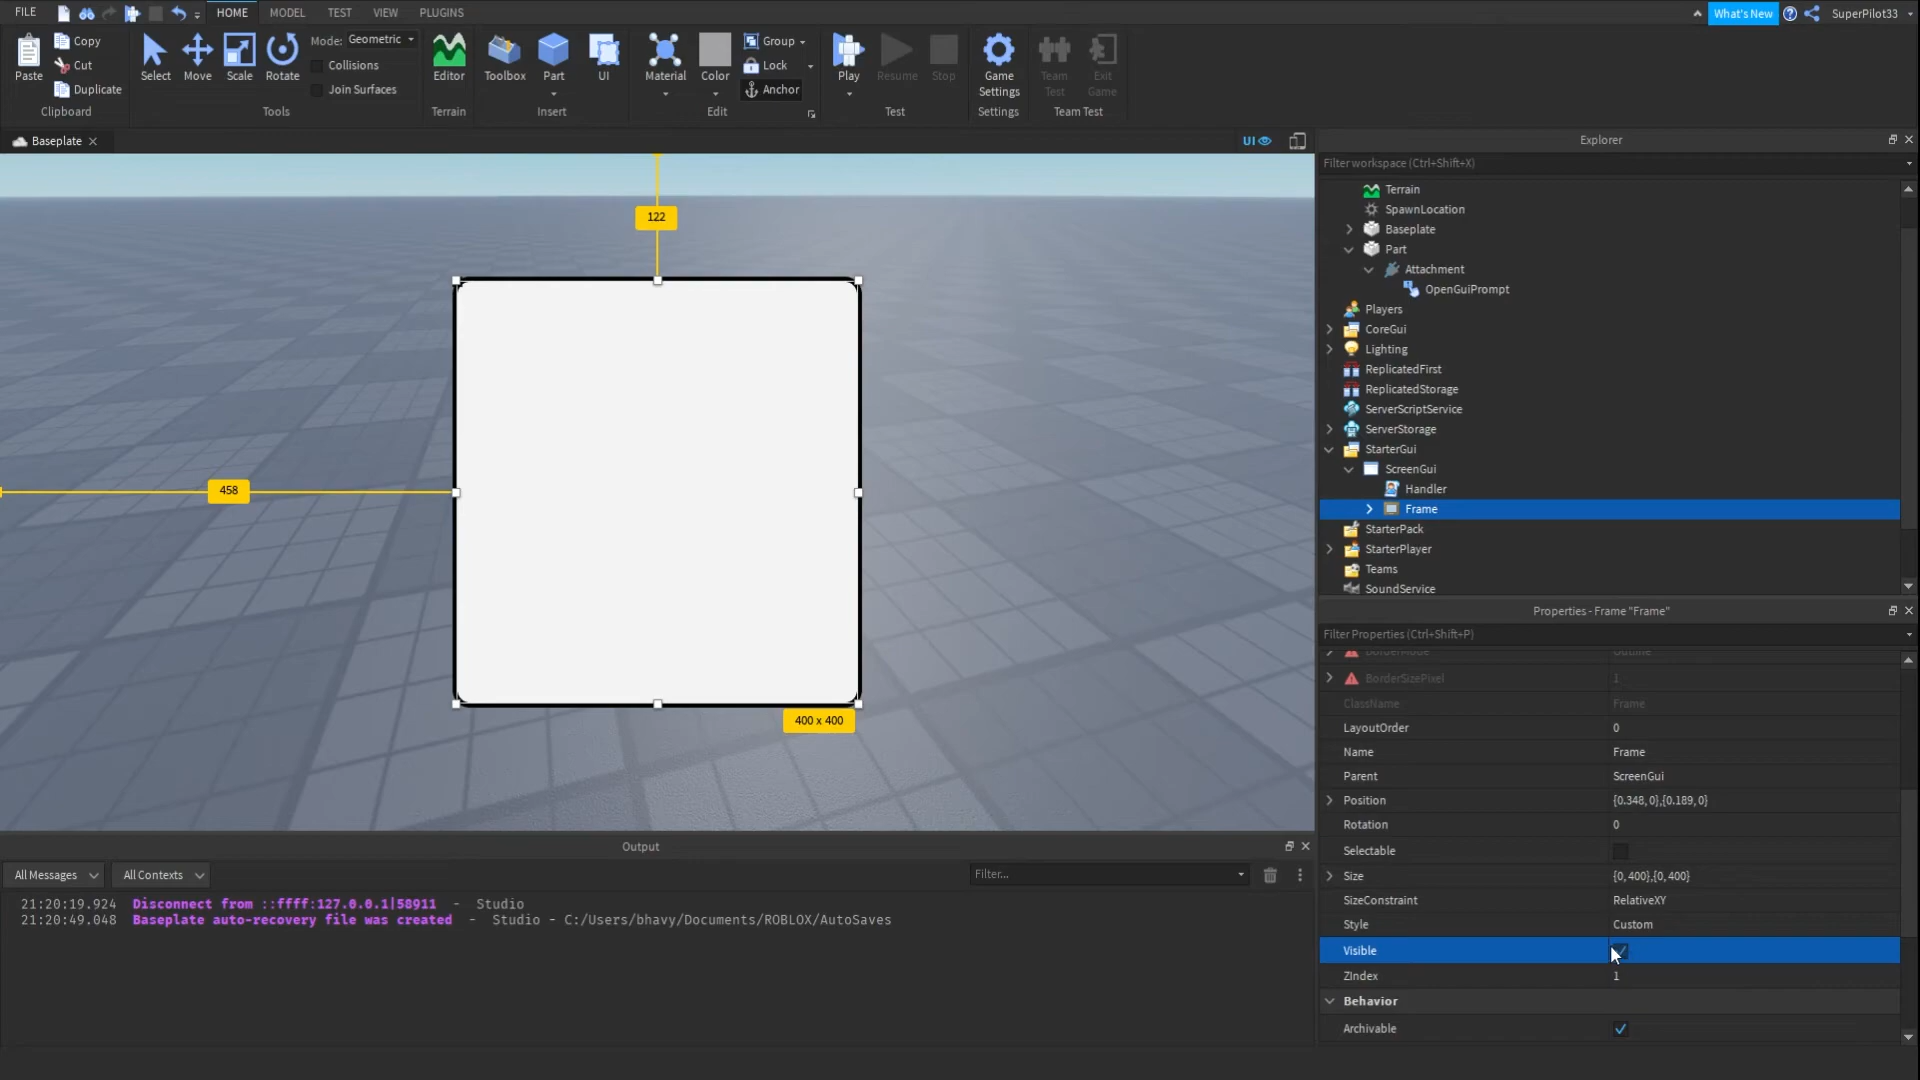 FILE
HOME
MODEL
TEST
VIEW
PLUGINS
What's New
SuperPilot33
Paste
Copy
Cut
Duplicate
Clipboard
Select
Move
Scale
Rotate
Mode: Geometric
Collisions
Join Surfaces
Tools
Editor
Terrain
Toolbox
Part
UI
Insert
Material
Color
Group
Lock
Anchor
Edit
Play
Resume
Stop
Test
Game
Settings
Settings
Team
Test
Exit
Game
Team Test
Baseplate
UI
122
458
400 x 400
Explorer
Filter workspace (Ctrl+Shift+X)
Terrain
SpawnLocation
Baseplate
Part
Attachment
OpenGuiPrompt
Players
CoreGui
Lighting
ReplicatedFirst
ReplicatedStorage
ServerScriptService
ServerStorage
StarterGui
ScreenGui
Handler
Frame
StarterPack
StarterPlayer
Teams
SoundService
Properties - Frame "Frame"
Filter Properties (Ctrl+Shift+P)
BorderMode Outline
BorderSizePixel 1
ClassName Frame
LayoutOrder 0
Name Frame
Parent ScreenGui
Position {0.348, 0},{0.189, 0}
Rotation 0
Selectable
Size {0, 400},{0, 400}
SizeConstraint RelativeXY
Style Custom
Visible
ZIndex 1
Behavior
Archivable
Output
All Messages
All Contexts
Filter...
21:20:19.924 Disconnect from ::ffff:127.0.0.1|58911 - Studio
21:20:49.048 Baseplate auto-recovery file was created - Studio - C:/Users/bhavy/Documents/ROBLOX/AutoSaves